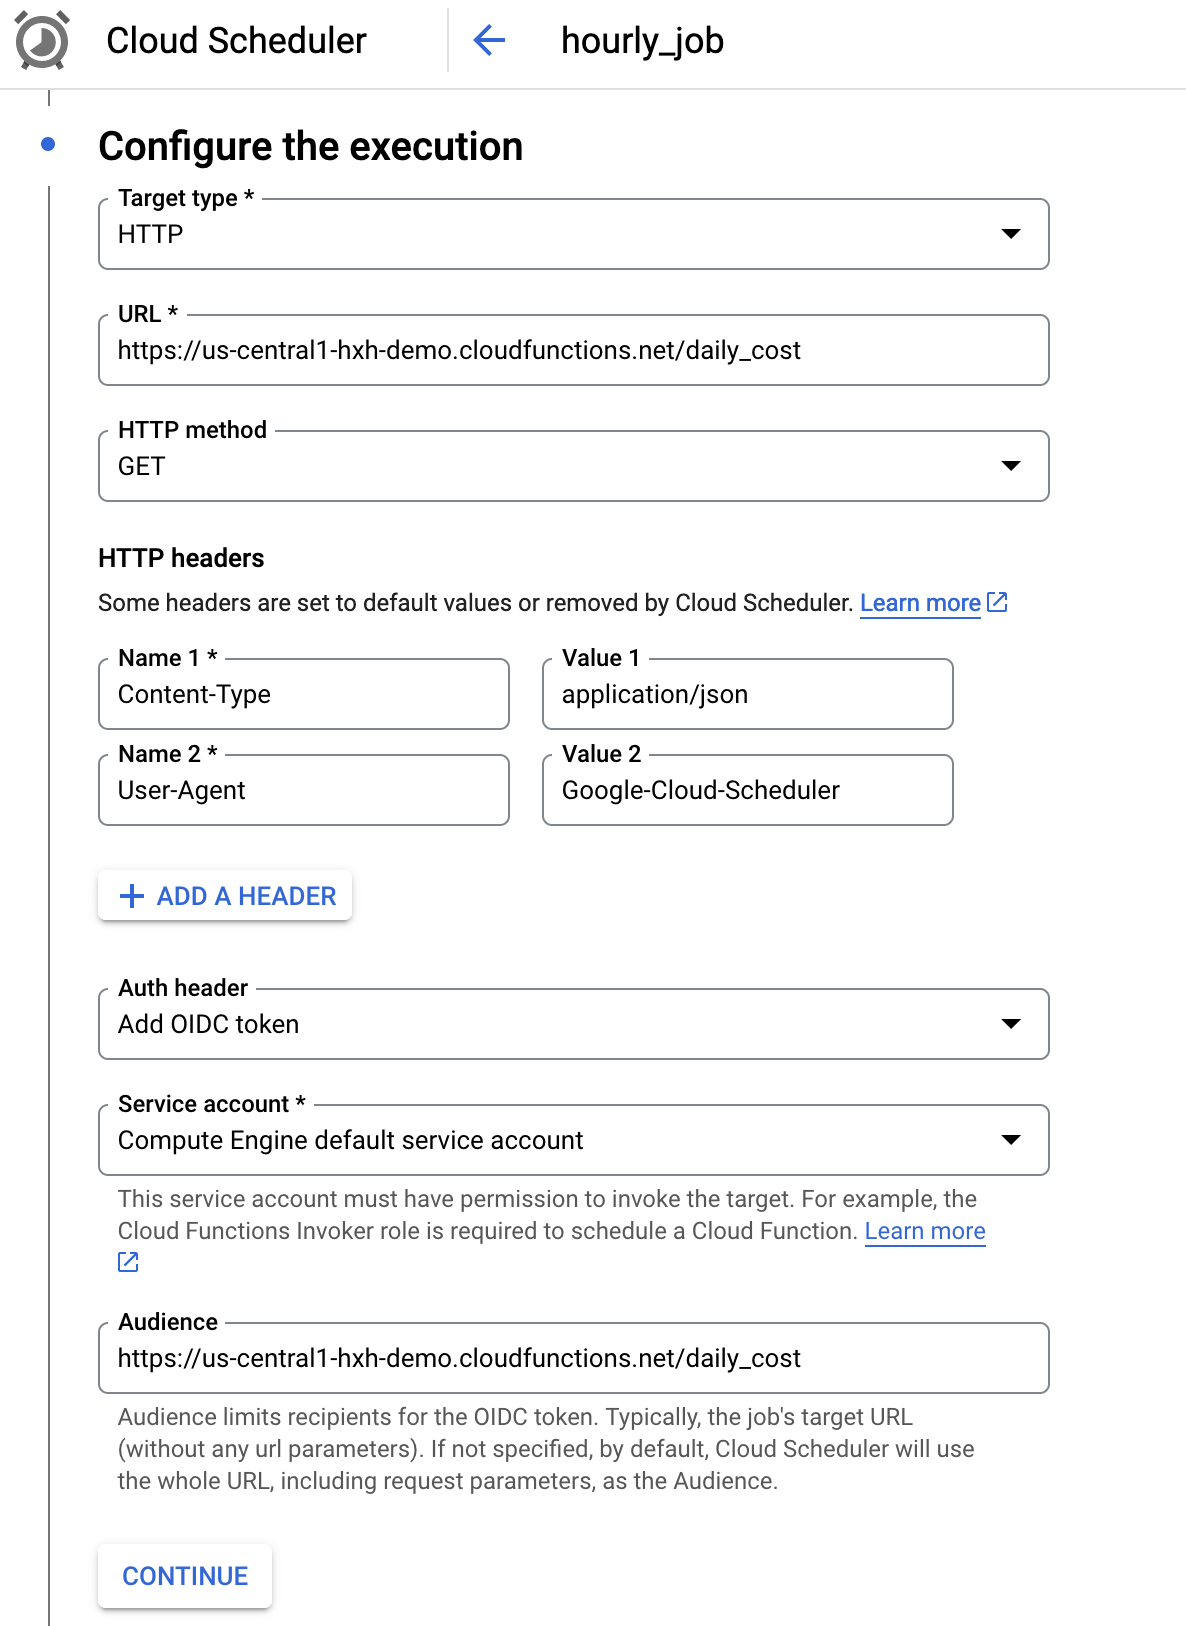 Cloud Scheduler
hourly_job
Configure the execution
Target type *
HTTP
URL *
https://us-central1-hxh-demo.cloudfunctions.net/daily_cost
HTTP method
GET
HTTP headers
Some headers are set to default values or removed by Cloud Scheduler. Learn more
Name 1 *
Content-Type
Value 1
application/json
Name 2 *
User-Agent
Value 2
Google-Cloud-Scheduler
ADD A HEADER
Auth header
Add OIDC token
Service account *
Compute Engine default service account
This service account must have permission to invoke the target. For example, the
Cloud Functions Invoker role is required to schedule a Cloud Function. Learn more
Audience
https://us-central1-hxh-demo.cloudfunctions.net/daily_cost
Audience limits recipients for the OIDC token. Typically, the job's target URL
(without any url parameters). If not specified, by default, Cloud Scheduler will use
the whole URL, including request parameters, as the Audience.
CONTINUE